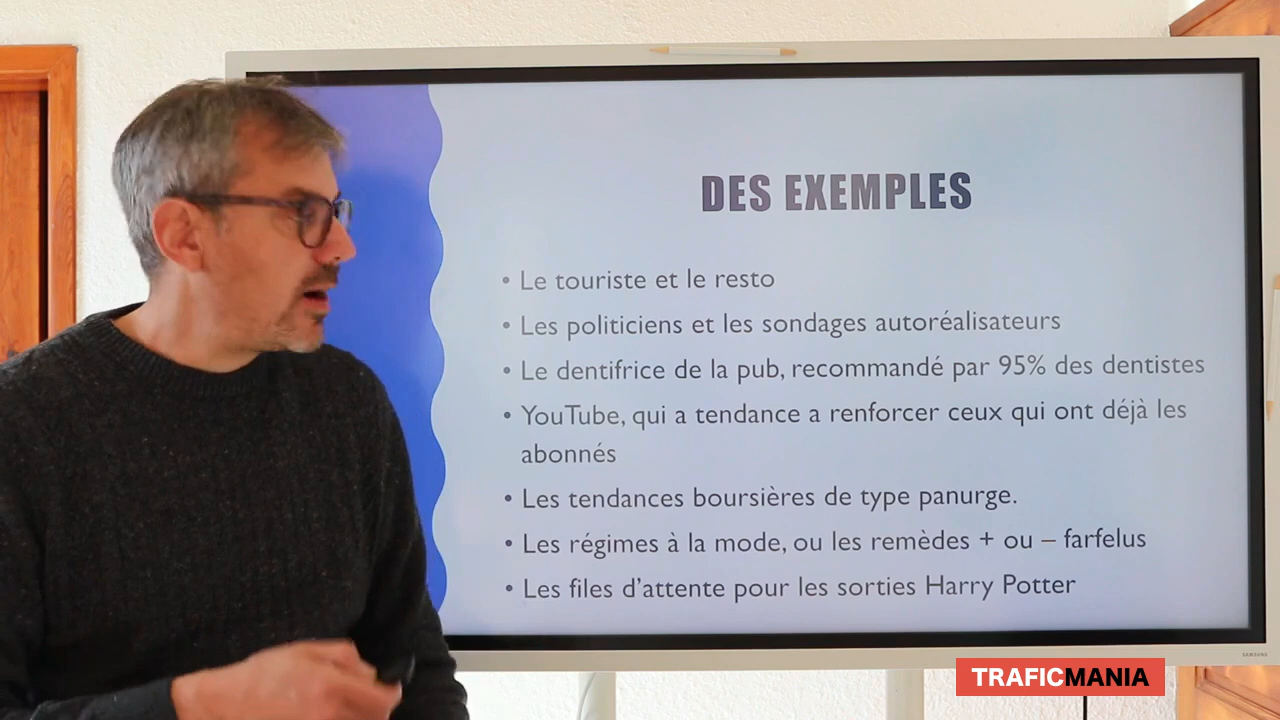 DES EXEMPLES
• Le touriste et le resto
• Les politiciens et les sondages autoréalisateurs
• Le dentifrice de la pub, recommandé par 95% des dentistes
• YouTube, qui a tendance a renforcer ceux qui ont déjà les
abonnés
• Les tendances boursières de type panurge.
• Les régimes à la mode, ou les remèdes + ou – farfelus
• Les files d'attente pour les sorties Harry Potter
SAMSUNG
TRAFICMANIA